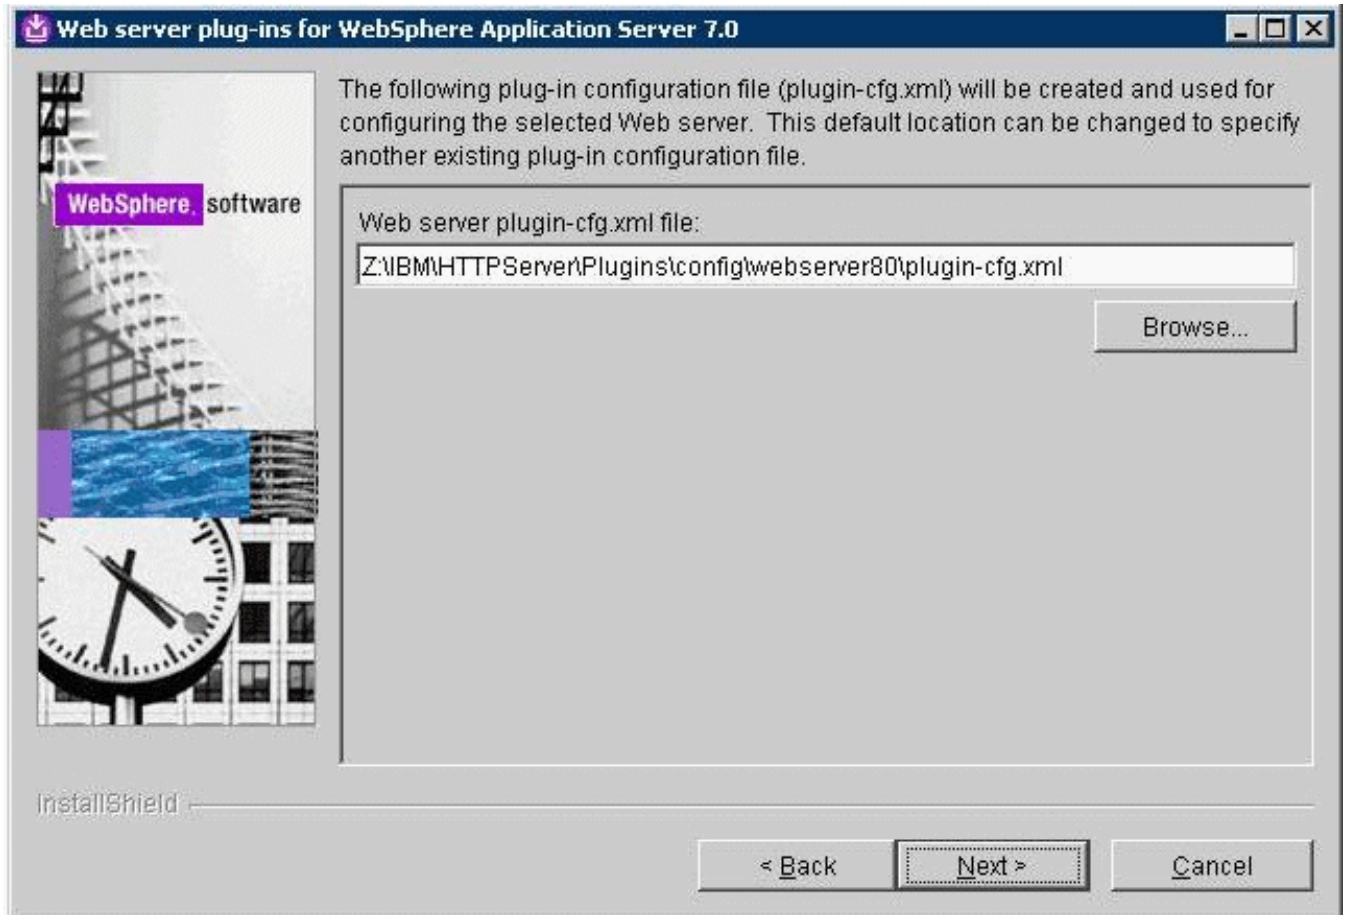 Web server plug-ins for WebSphere Application Server 7.0
The following plug-in configuration file (plugin-cfg.xml) will be created and used for
configuring the selected Web server.  This default location can be changed to specify
another existing plug-in configuration file.
WebSphere. software
Web server plugin-cfg.xml file:
Z:\IBM\HTTPServer\Plugins\config\webserver80\plugin-cfg.xml
Browse...
InstallShield
< Back
Next >
Cancel